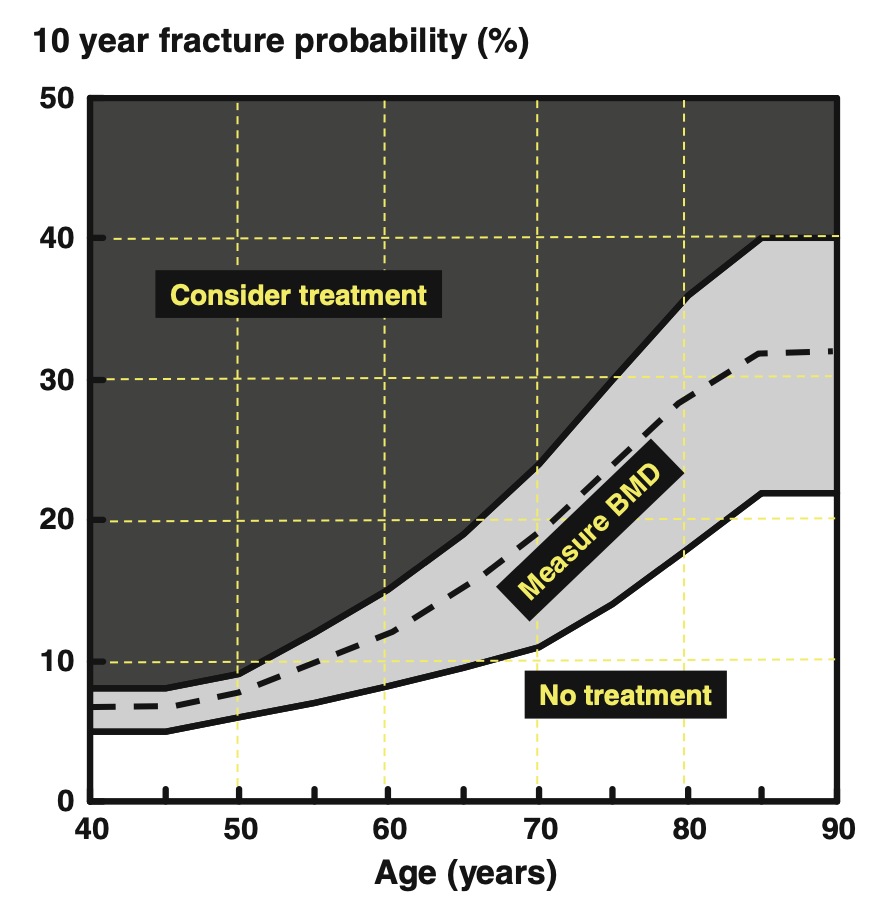 10 year fracture probability (%)
50
40
Consider treatment
30
Measure BMD
20
10
No treatment
0
40 50 60 70 80 90
Age (years)